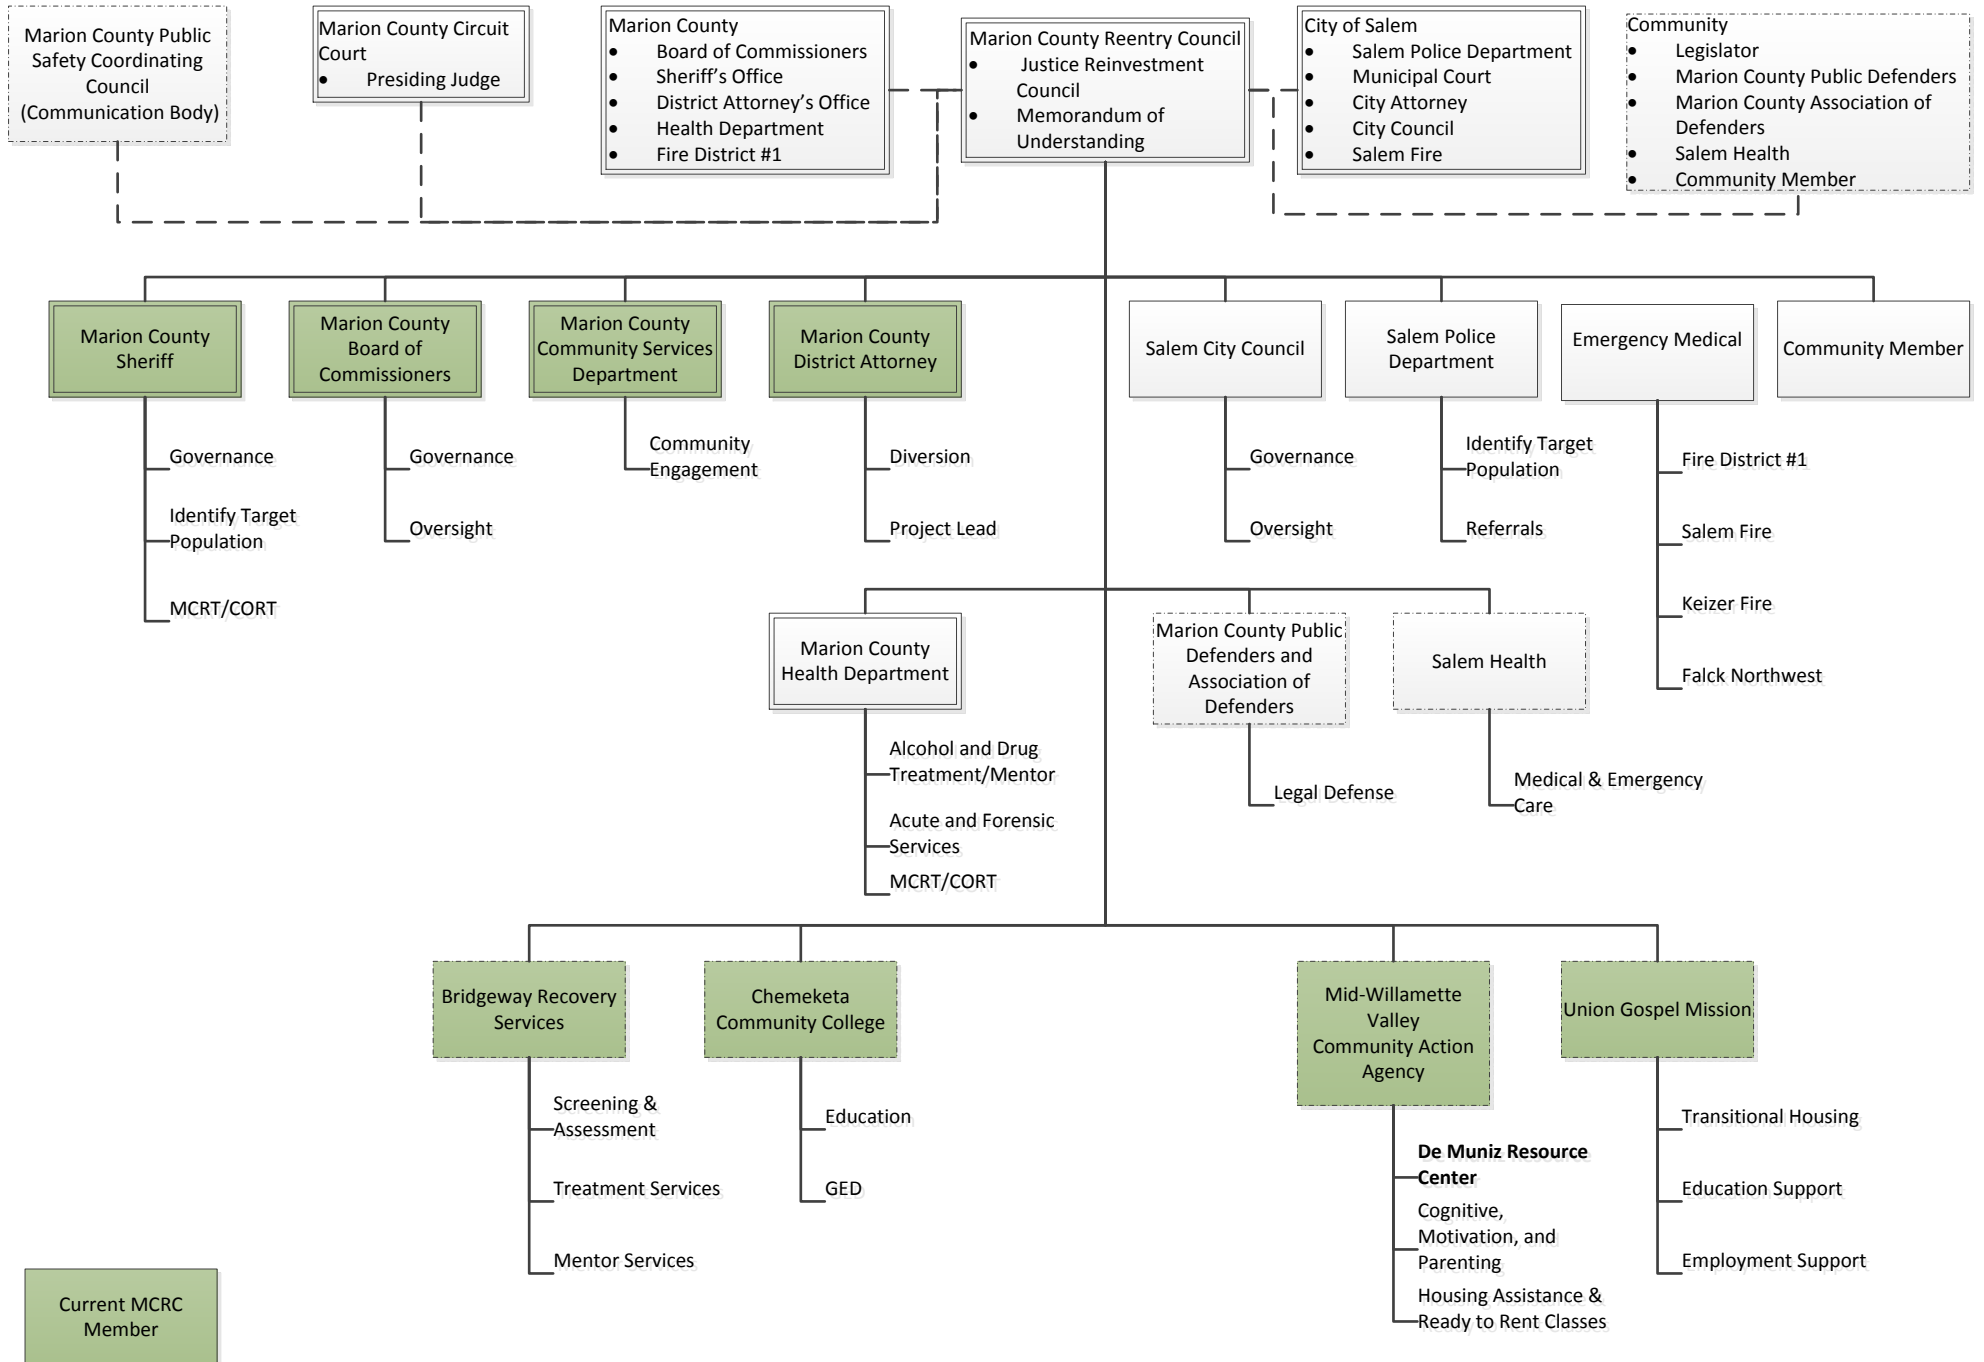 Marion County Public
Safety Coordinating
Council
(Communication Body)
Marion County Circuit
Court
• Presiding Judge
Marion County
• Board of Commissioners
• Sheriff's Office
• District Attorney's Office
• Health Department
• Fire District #1
Marion County Reentry Council
• Justice Reinvestment
Council
• Memorandum of
Understanding
City of Salem
• Salem Police Department
• Municipal Court
• City Attorney
• City Council
• Salem Fire
Community
• Legislator
• Marion County Public Defenders
• Marion County Association of
Defenders
• Salem Health
• Community Member
Marion County
Sheriff
Governance
Identify Target
Population
MCRT/CORT
Marion County
Board of
Commissioners
Governance
Oversight
Marion County
Community Services
Department
Community
Engagement
Marion County
District Attorney
Diversion
Project Lead
Salem City Council
Governance
Oversight
Salem Police
Department
Identify Target
Population
Referrals
Emergency Medical
Fire District #1
Salem Fire
Keizer Fire
Falck Northwest
Community Member
Marion County
Health Department
Alcohol and Drug
Treatment/Mentor
Acute and Forensic
Services
MCRT/CORT
Marion County Public
Defenders and
Association of
Defenders
Legal Defense
Salem Health
Medical & Emergency
Care
Bridgeway Recovery
Services
Screening &
Assessment
Treatment Services
Mentor Services
Chemeketa
Community College
Education
GED
Mid-Willamette
Valley
Community Action
Agency
De Muniz Resource
Center
Cognitive,
Motivation, and
Parenting
Housing Assistance &
Ready to Rent Classes
Union Gospel Mission
Transitional Housing
Education Support
Employment Support
Current MCRC
Member